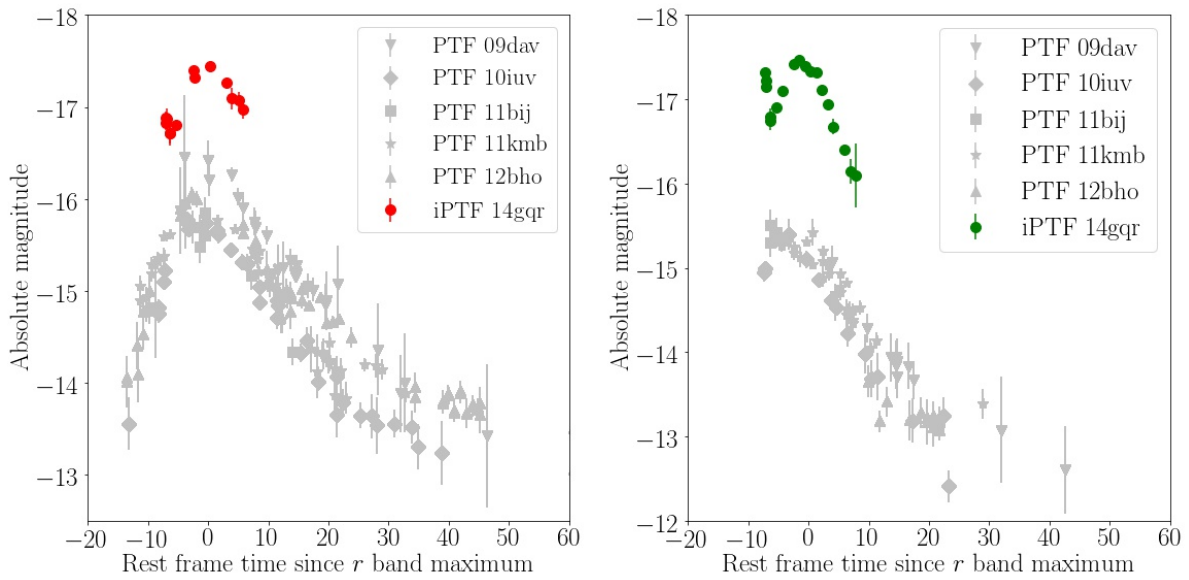 −18
−17
−16
−15
−14
−13
Absolute magnitude
−20
−10
0
10
20
30
40
50
60
Rest frame time since r band maximum
PTF 09dav
PTF 10iuv
PTF 11bij
PTF 11kmb
PTF 12bho
iPTF 14gqr
−18
−17
−16
−15
−14
−13
−12
Absolute magnitude
−20
−10
0
10
20
30
40
50
60
Rest frame time since r band maximum
PTF 09dav
PTF 10iuv
PTF 11bij
PTF 11kmb
PTF 12bho
iPTF 14gqr